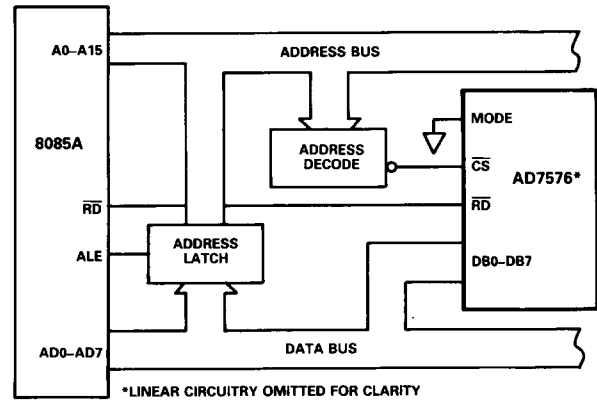 A0–A15
ADDRESS BUS
8085A
MODE
ADDRESS
DECODE
CS
AD7576*
RD
RD
ADDRESS
LATCH
ALE
DB0–DB7
AD0–AD7
DATA BUS
*LINEAR CIRCUITRY OMITTED FOR CLARITY